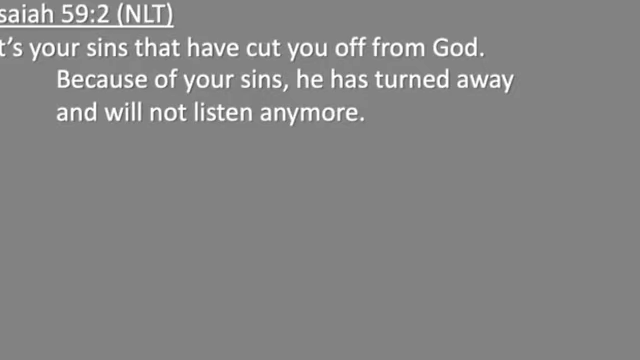 saiah 59:2 (NLT)
t’s your sins that have cut you off from God.
Because of your sins, he has turned away
and will not listen anymore.